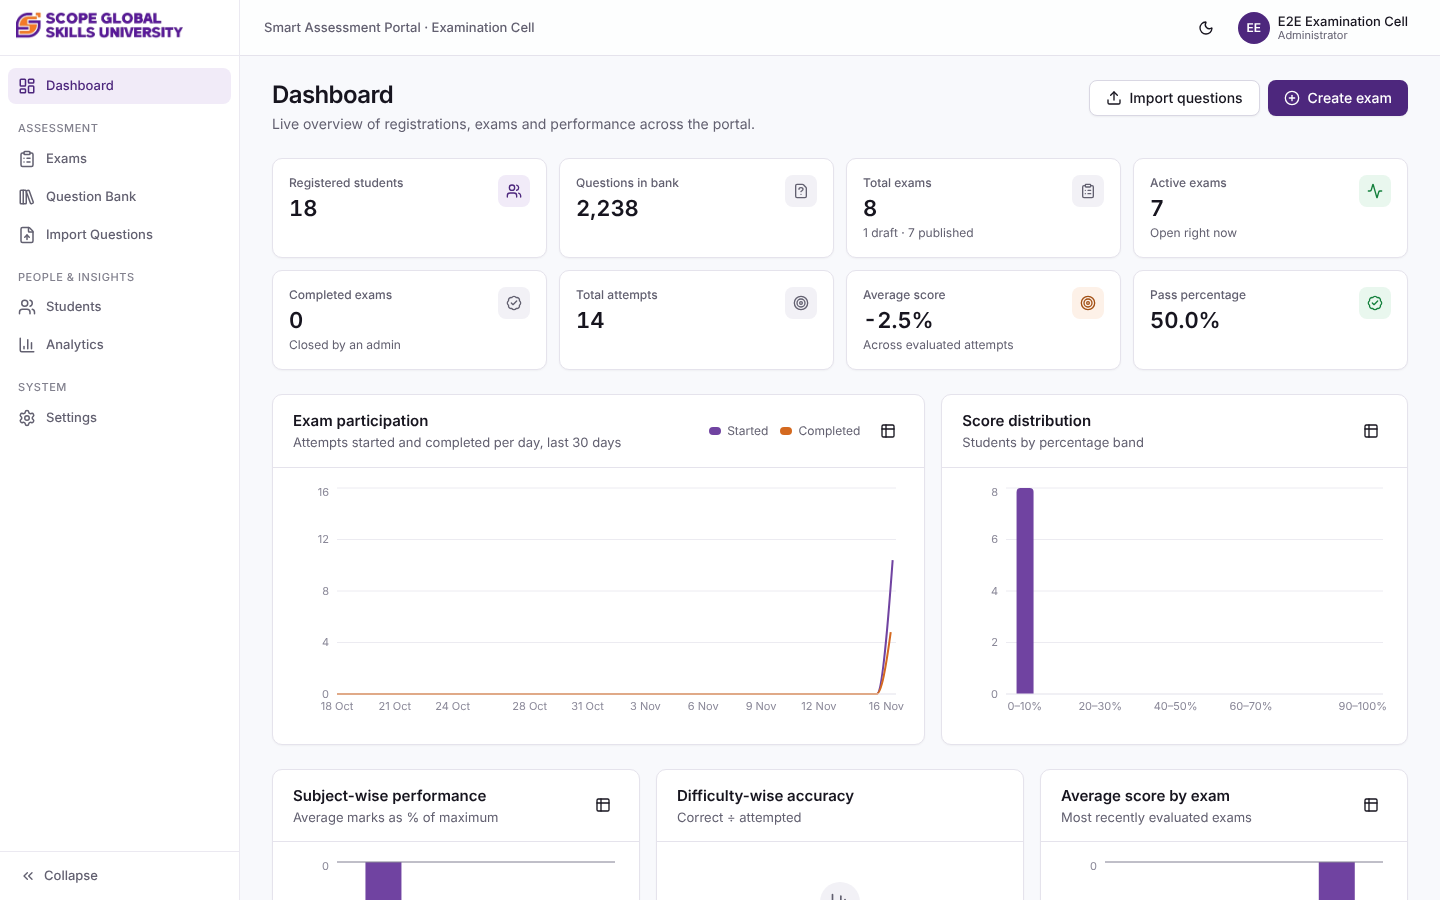 SCOPE GLOBAL
SKILLS UNIVERSITY
Smart Assessment Portal · Examination Cell
EE
E2E Examination Cell
Administrator
Dashboard
ASSESSMENT
Exams
Question Bank
Import Questions
PEOPLE & INSIGHTS
Students
Analytics
SYSTEM
Settings
Collapse
Dashboard
Live overview of registrations, exams and performance across the portal.
Import questions
Create exam
Registered students
18
Questions in bank
2,238
Total exams
8
1 draft · 7 published
Active exams
7
Open right now
Completed exams
0
Closed by an admin
Total attempts
14
Average score
-2.5%
Across evaluated attempts
Pass percentage
50.0%
Exam participation
Attempts started and completed per day, last 30 days
Started
Completed
16
12
8
4
0
18 Oct 21 Oct 24 Oct 28 Oct 31 Oct 3 Nov 6 Nov 9 Nov 12 Nov 16 Nov
Score distribution
Students by percentage band
8
6
4
2
0
0–10% 20–30% 40–50% 60–70% 90–100%
Subject-wise performance
Average marks as % of maximum
0
Difficulty-wise accuracy
Correct ÷ attempted
Average score by exam
Most recently evaluated exams
0